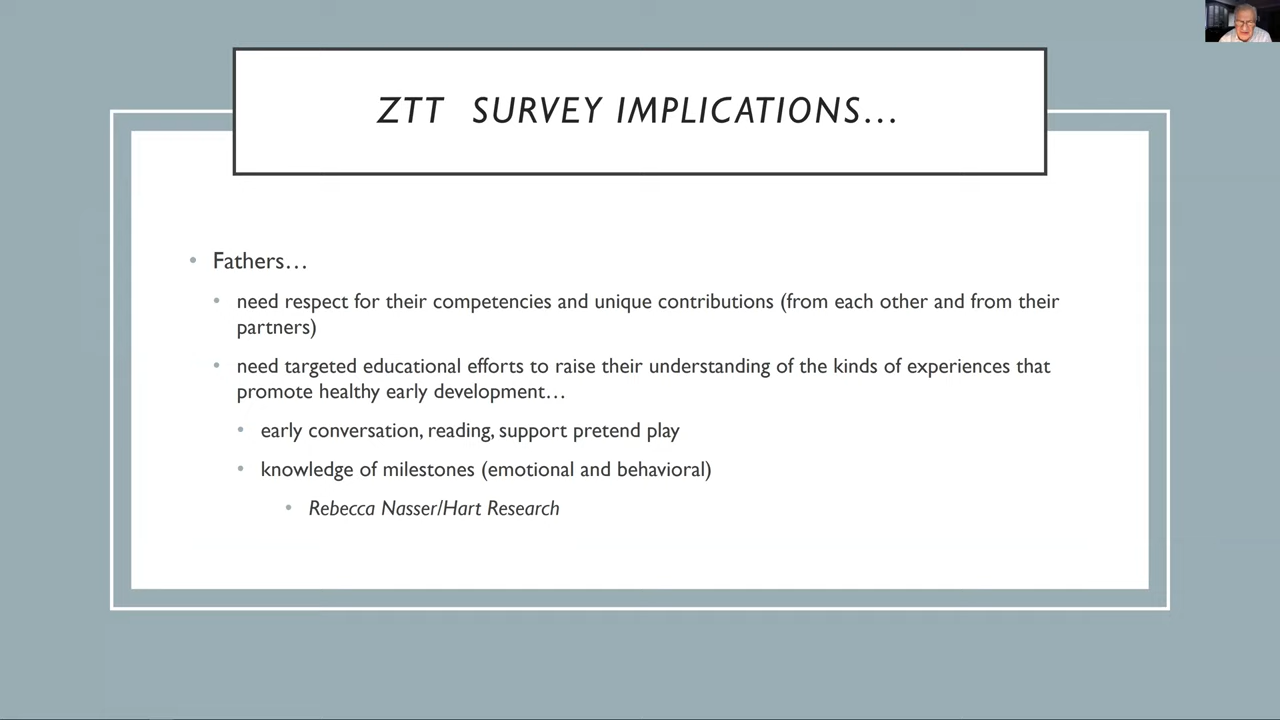 ZTT SURVEY IMPLICATIONS…
• Fathers…
• need respect for their competencies and unique contributions (from each other and from their
partners)
• need targeted educational efforts to raise their understanding of the kinds of experiences that
promote healthy early development…
• early conversation, reading, support pretend play
• knowledge of milestones (emotional and behavioral)
• Rebecca Nasser/Hart Research